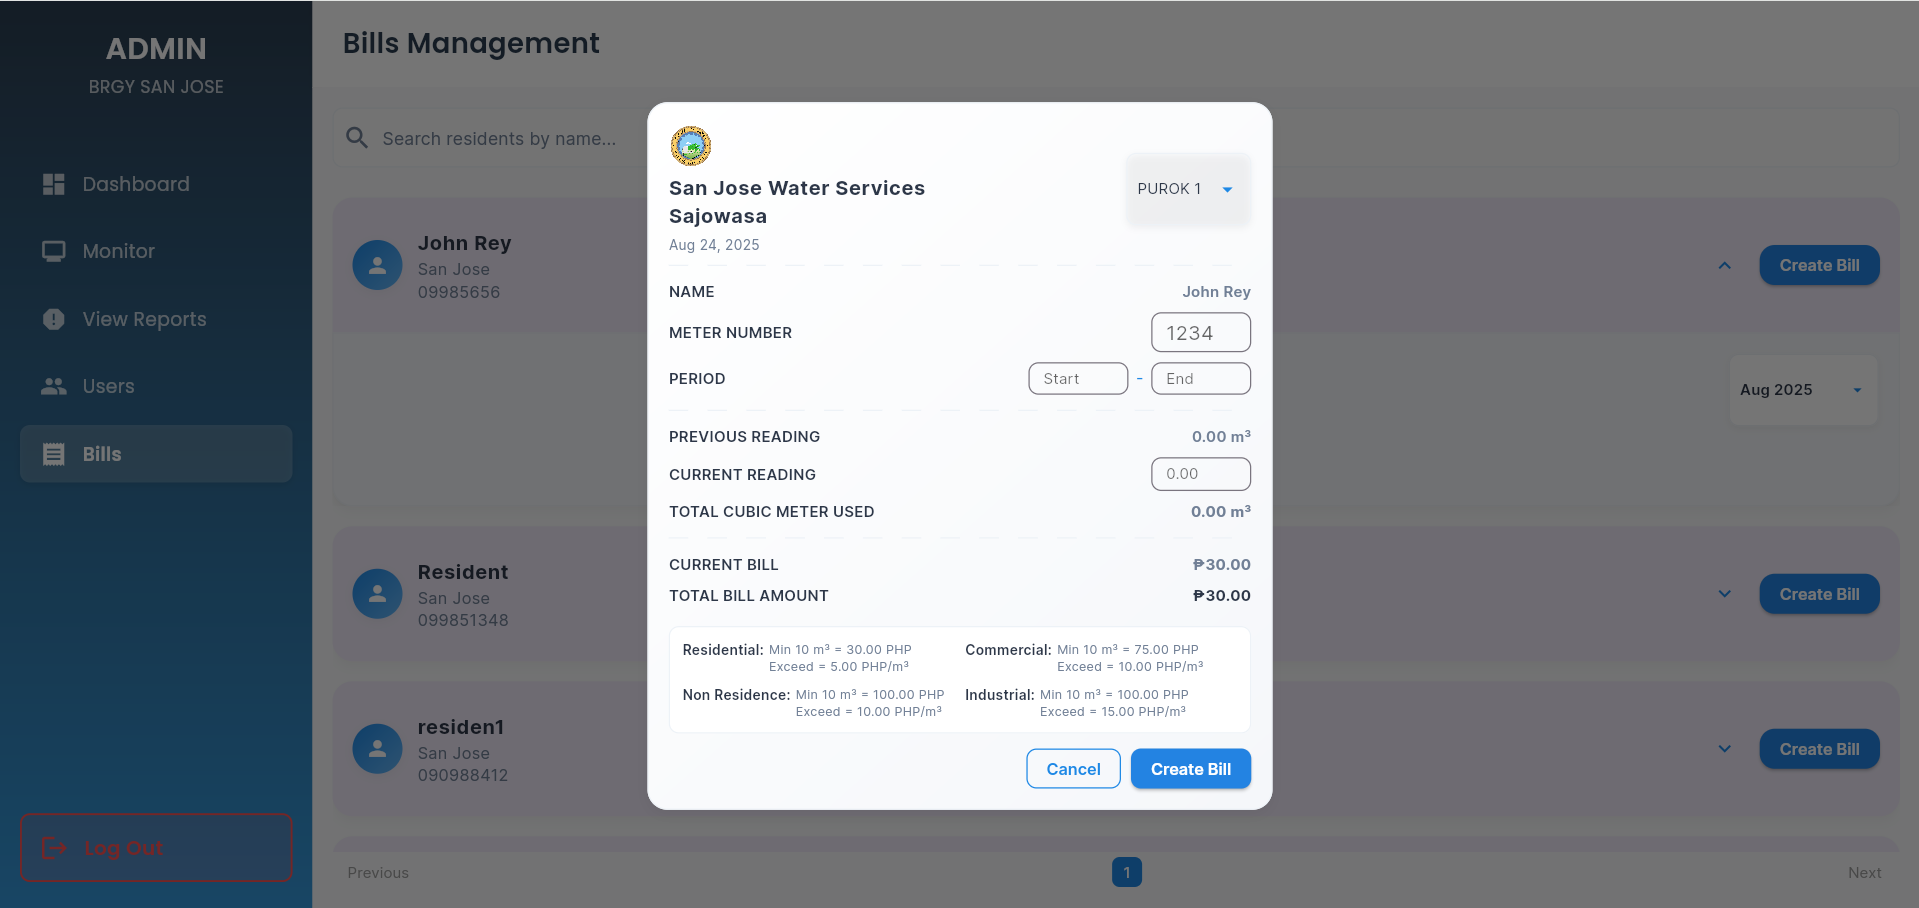 ADMIN
BRGY SAN JOSE
Dashboard
Monitor
View Reports
Users
Bills
Log Out
Bills Management
Search residents by name...
John Rey
San Jose
09985656
Create Bill
Aug 2025
Resident
San Jose
099851348
Create Bill
residen1
San Jose
090988412
Create Bill
Previous
1
Next
San Jose Water Services
Sajowasa
Aug 24, 2025
PUROK 1
NAME John Rey
METER NUMBER 1234
PERIOD Start - End
PREVIOUS READING 0.00 m³
CURRENT READING 0.00
TOTAL CUBIC METER USED 0.00 m³
CURRENT BILL ₱30.00
TOTAL BILL AMOUNT ₱30.00
Residential: Min 10 m³ = 30.00 PHP
Exceed = 5.00 PHP/m³
Commercial: Min 10 m³ = 75.00 PHP
Exceed = 10.00 PHP/m³
Non Residence: Min 10 m³ = 100.00 PHP
Exceed = 10.00 PHP/m³
Industrial: Min 10 m³ = 100.00 PHP
Exceed = 15.00 PHP/m³
Cancel
Create Bill